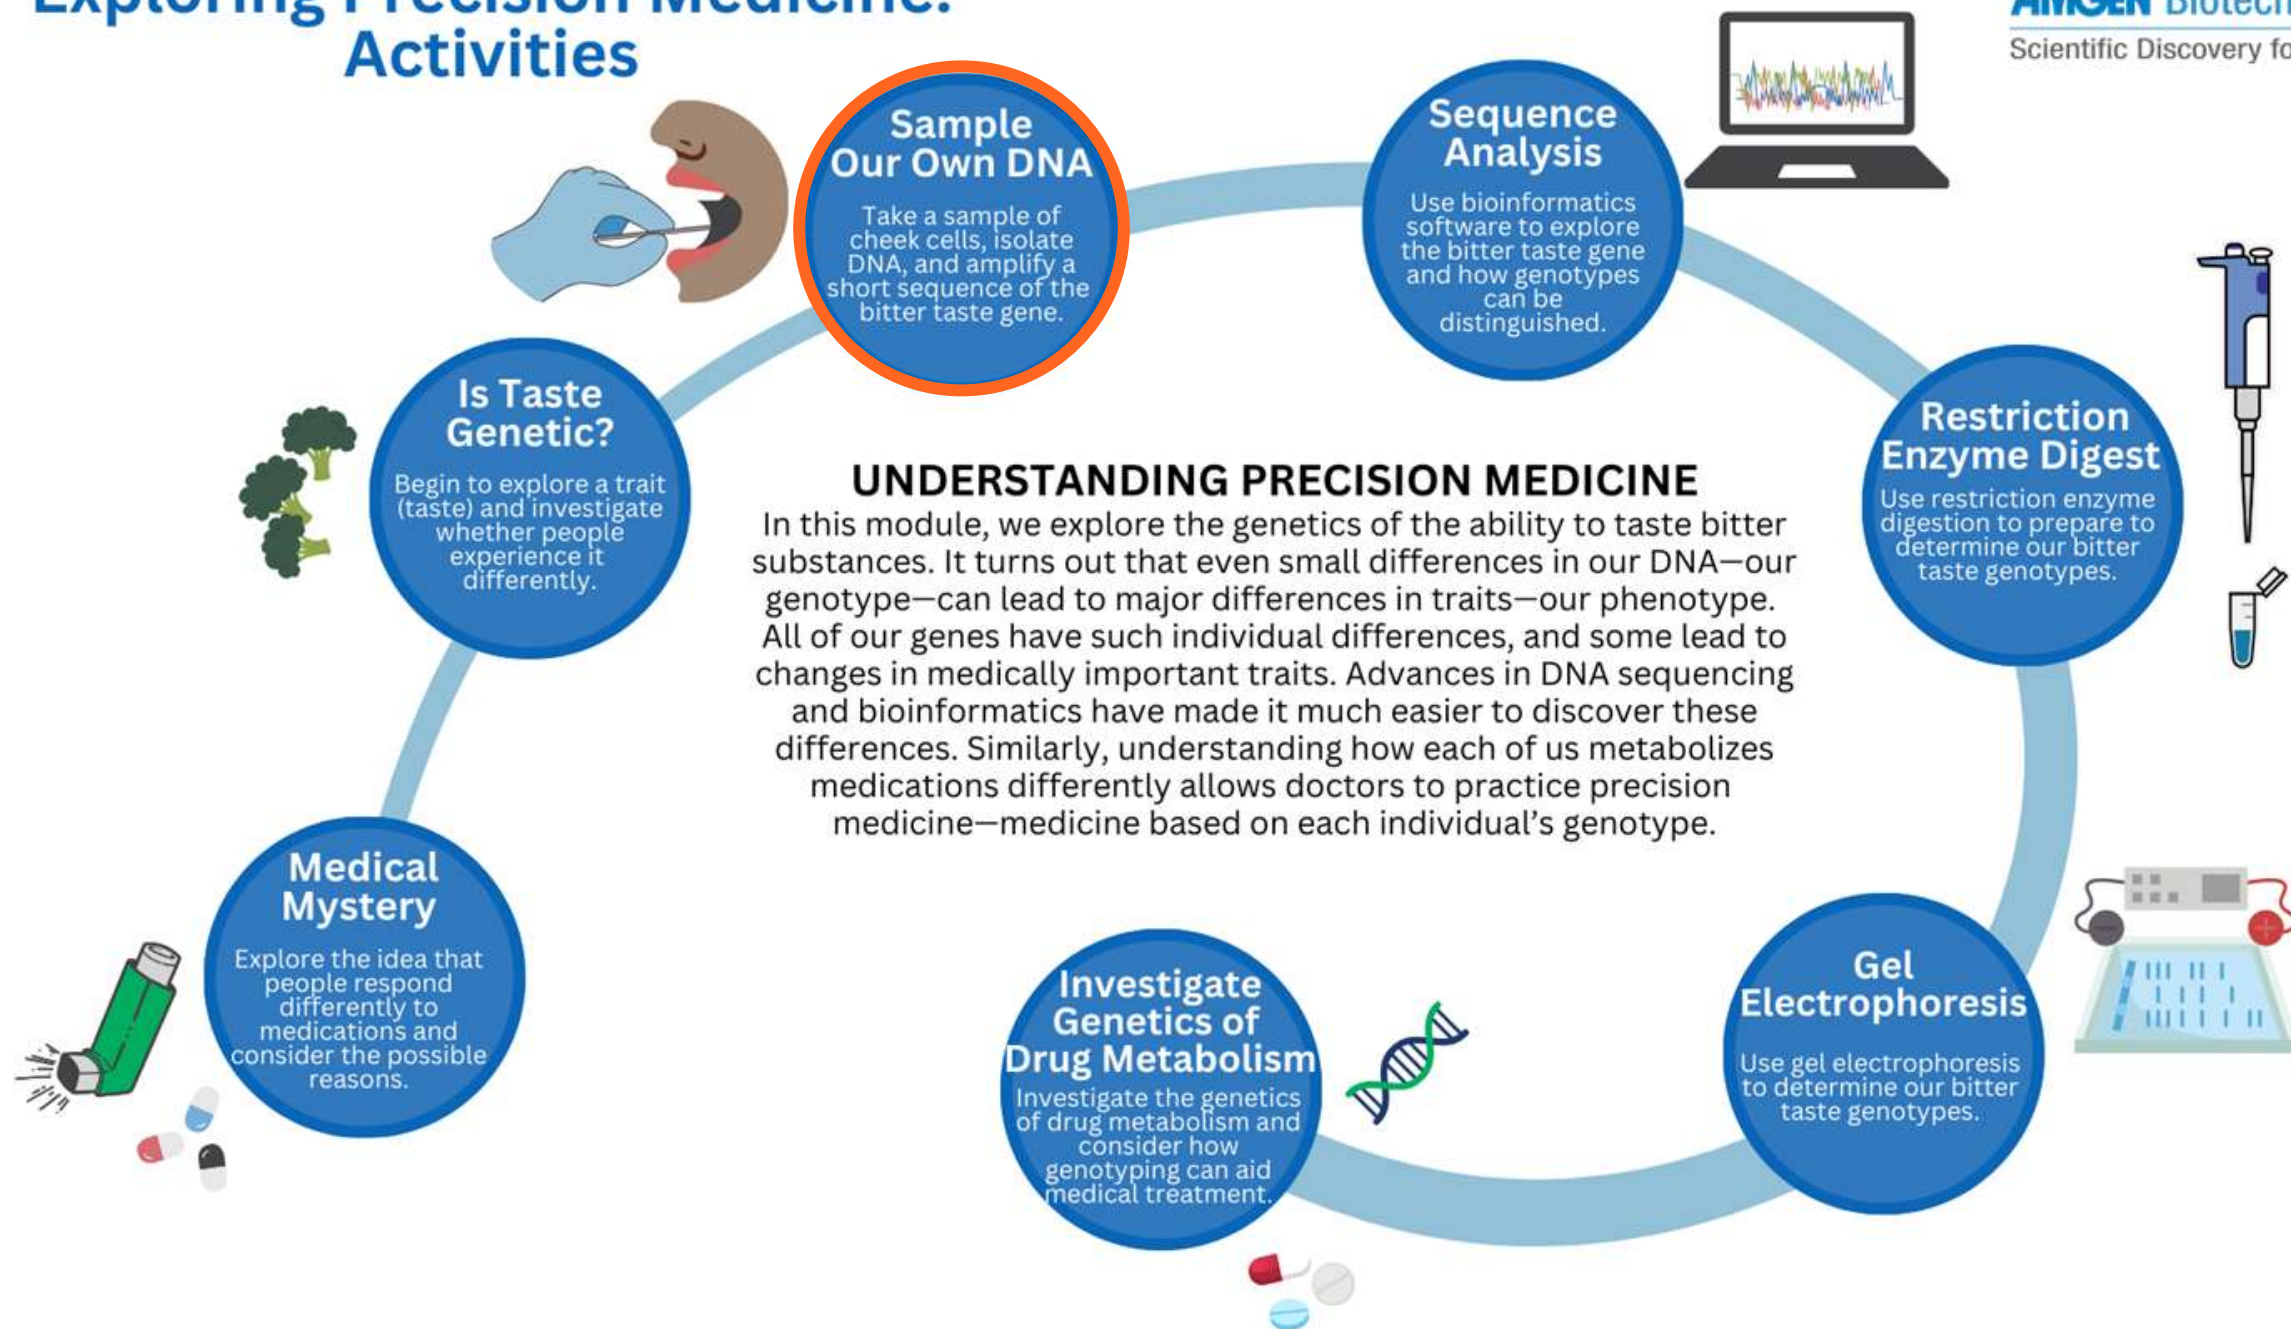 Exploring Precision Medicine:
Activities
AMGEN Biotech
Scientific Discovery fo
Sample
Our Own DNA
Take a sample of
cheek cells, isolate
DNA, and amplify a
short sequence of the
bitter taste gene.
Sequence
Analysis
Use bioinformatics
software to explore
the bitter taste gene
and how genotypes
can be
distinguished.
Is Taste
Genetic?
Begin to explore a trait
(taste) and investigate
whether people
experience it
differently.
Restriction
Enzyme Digest
Use restriction enzyme
digestion to prepare to
determine our bitter
taste genotypes.
UNDERSTANDING PRECISION MEDICINE
In this module, we explore the genetics of the ability to taste bitter
substances. It turns out that even small differences in our DNA—our
genotype—can lead to major differences in traits—our phenotype.
All of our genes have such individual differences, and some lead to
changes in medically important traits. Advances in DNA sequencing
and bioinformatics have made it much easier to discover these
differences. Similarly, understanding how each of us metabolizes
medications differently allows doctors to practice precision
medicine—medicine based on each individual's genotype.
Medical
Mystery
Explore the idea that
people respond
differently to
medications and
consider the possible
reasons.
Investigate
Genetics of
Drug Metabolism
Investigate the genetics
of drug metabolism and
consider how
genotyping can aid
medical treatment.
Gel
Electrophoresis
Use gel electrophoresis
to determine our bitter
taste genotypes.